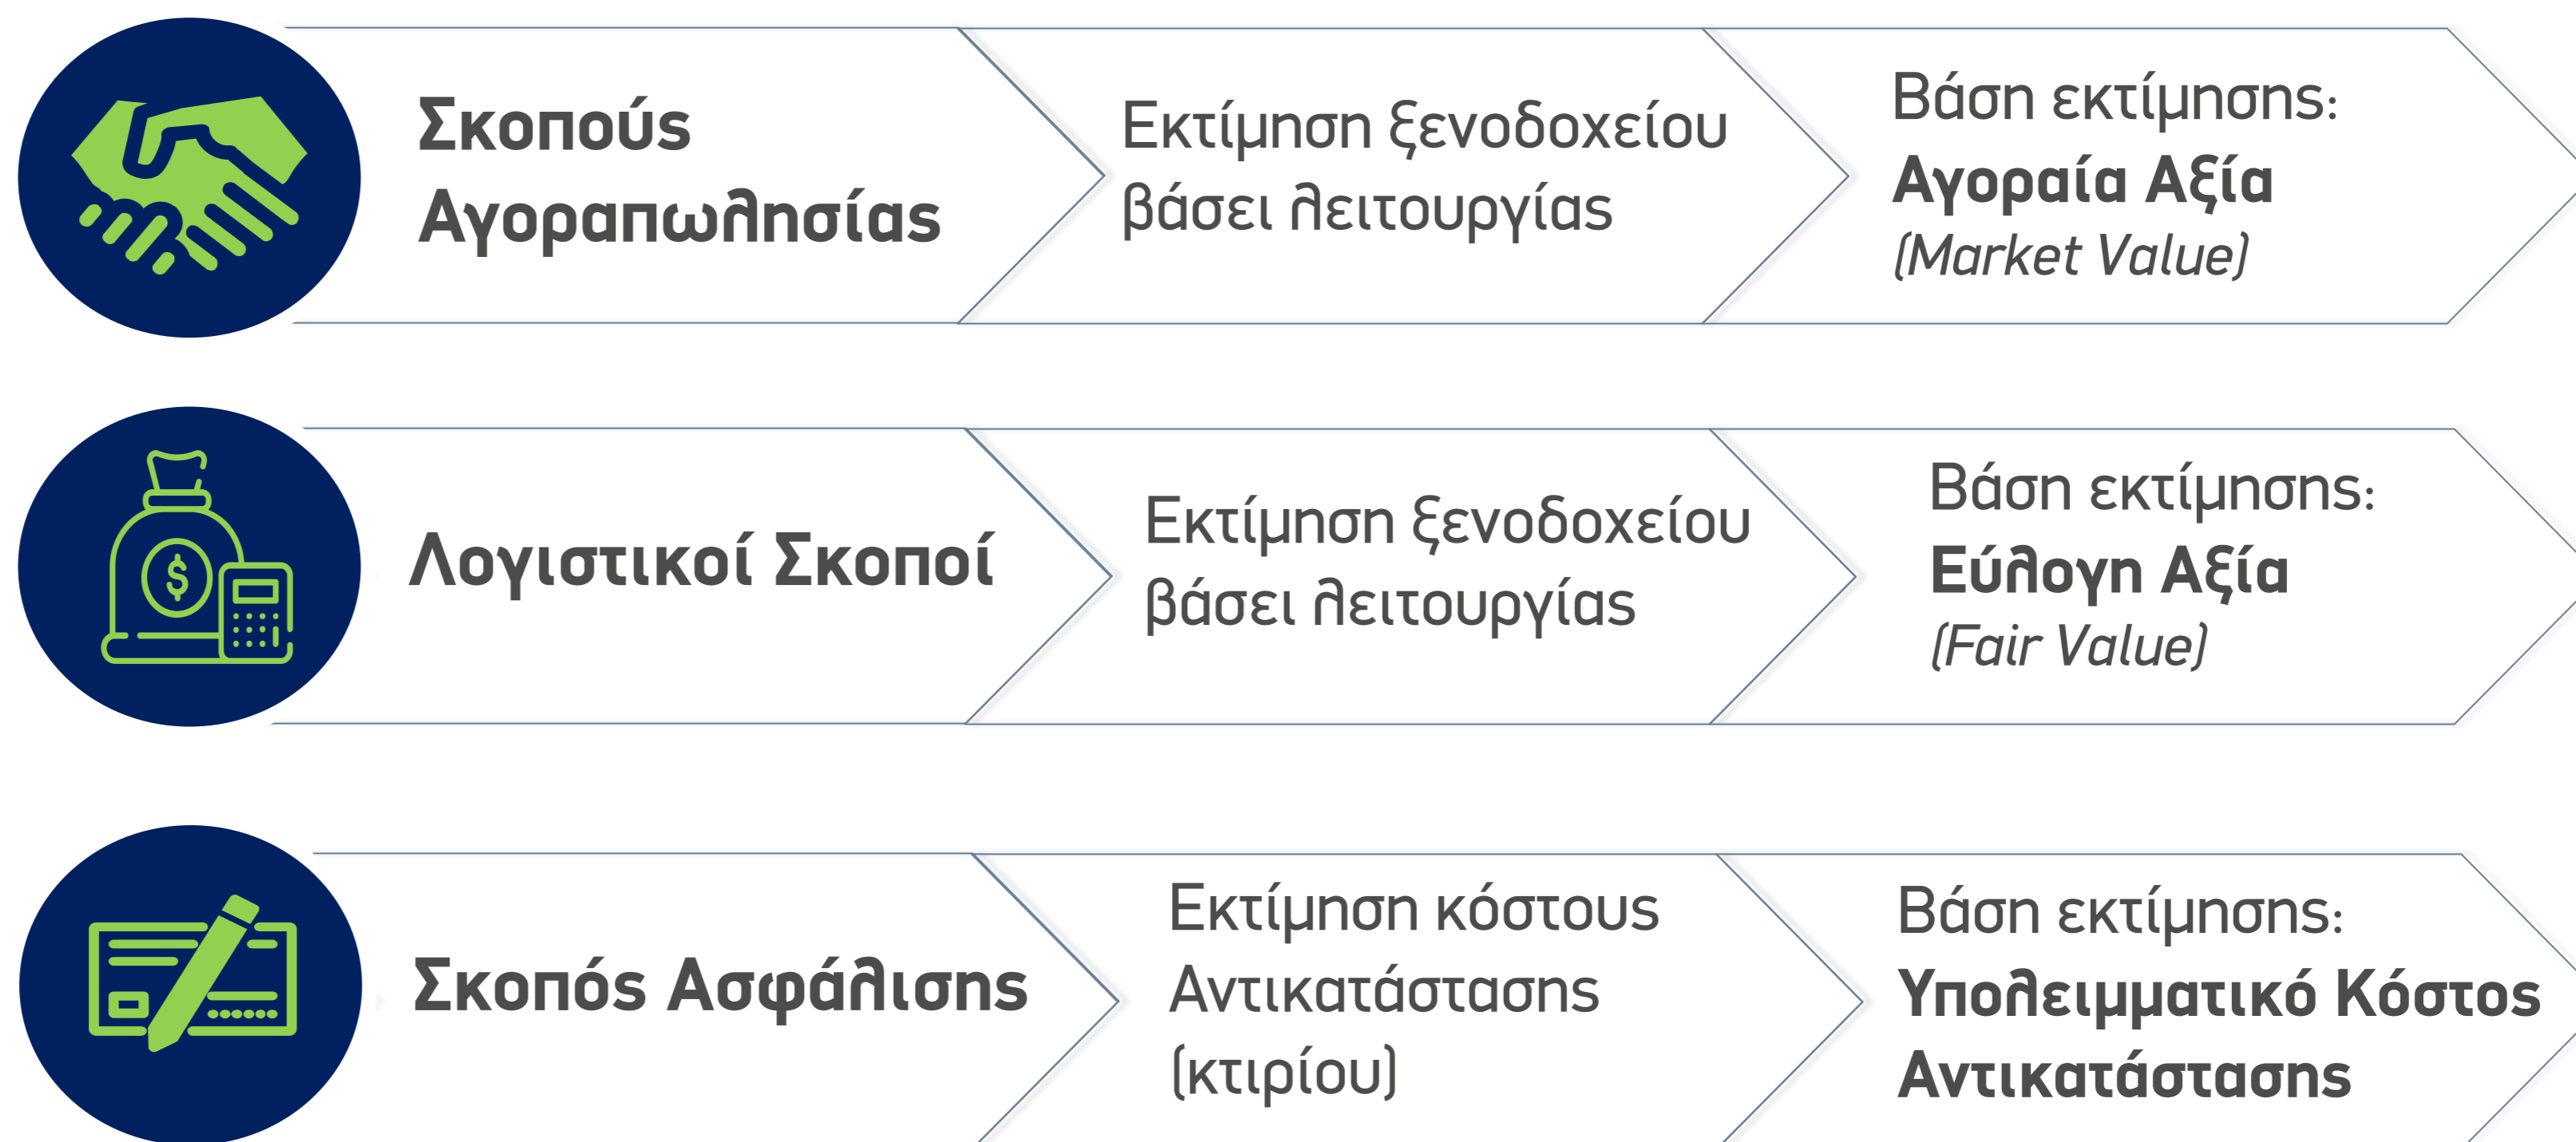 Σκοπούς
Αγοραπωλησίας
Εκτίμηση ξενοδοχείου
βάσει λειτουργίας
Βάση εκτίμησης:
Αγοραία Αξία
(Market Value)
Λογιστικοί Σκοποί
Εκτίμηση ξενοδοχείου
βάσει λειτουργίας
Βάση εκτίμησης:
Εύλογη Αξία
(Fair Value)
Σκοπός Ασφάλισης
Εκτίμηση κόστους
Αντικατάστασης
(κτιρίου)
Βάση εκτίμησης:
Υπολειμματικό Κόστος
Αντικατάστασης